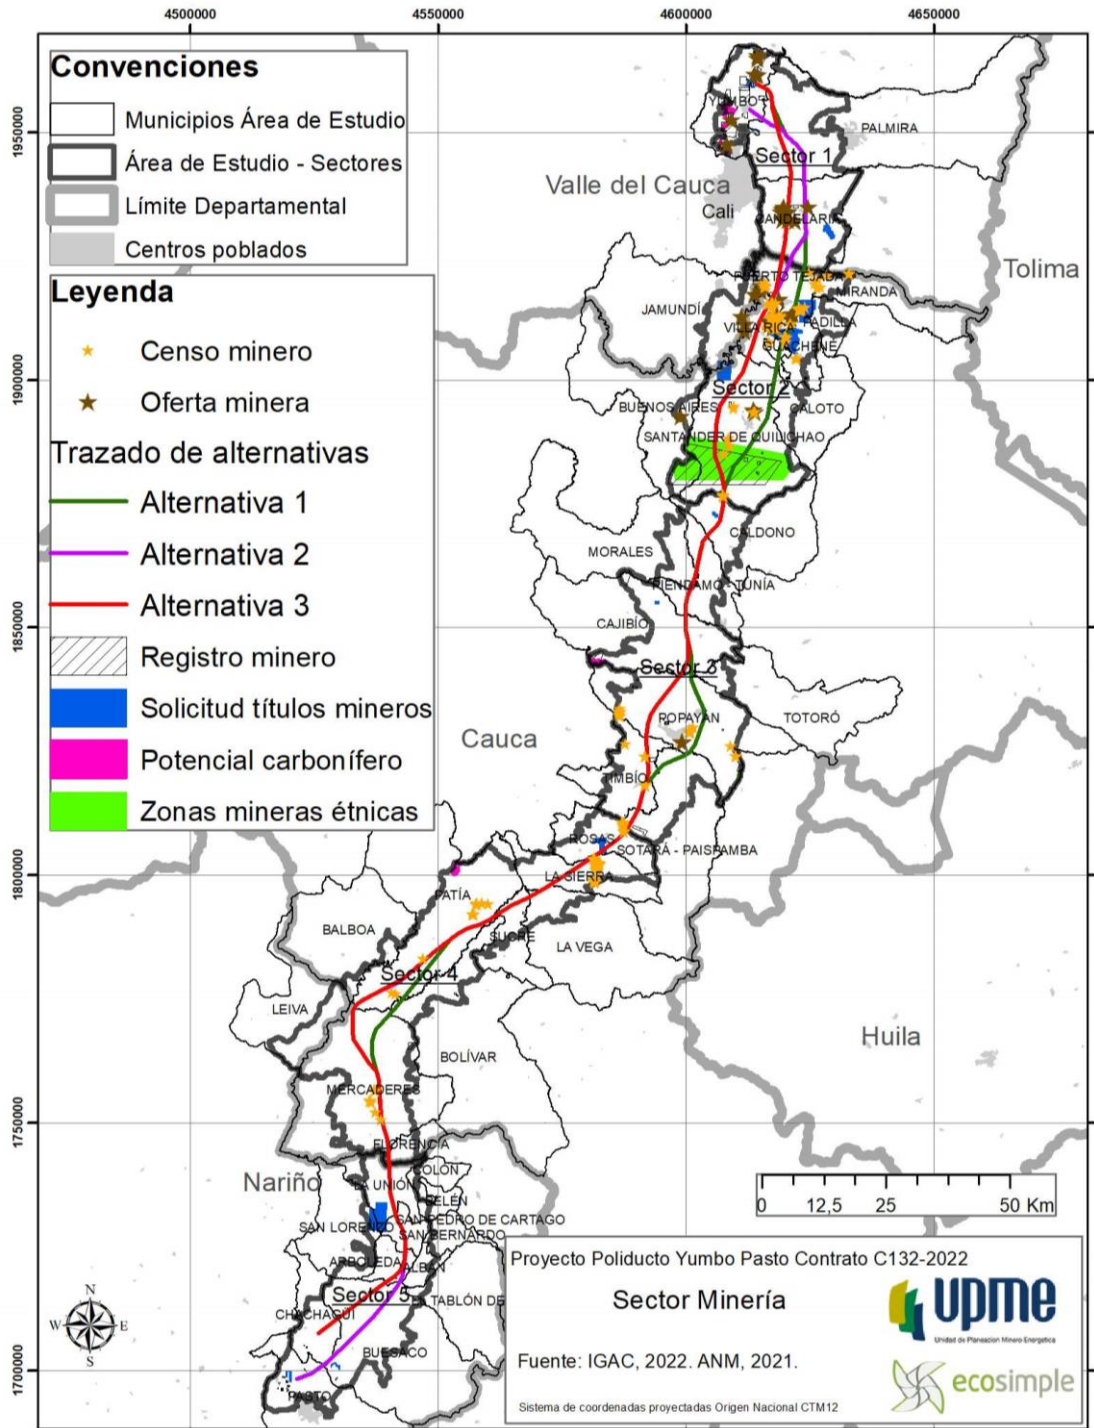 4500000
4550000
4600000
4650000
1950000
1900000
1850000
1800000
1750000
1700000
Convenciones
Municipios Área de Estudio
Área de Estudio - Sectores
Límite Departamental
Centros poblados
Leyenda
Censo minero
Oferta minera
Trazado de alternativas
Alternativa 1
Alternativa 2
Alternativa 3
Registro minero
Solicitud títulos mineros
Potencial carbonífero
Zonas mineras étnicas
YUMBO
PALMIRA
Sector 1
Valle del Cauca
Cali
CANDELARIA
Tolima
PUERTO TEJADA
MIRANDA
JAMUNDÍ
VILLA RICA
PADILLA
GUACHENÉ
Sector 2
BUENOS AIRES
CALOTO
SANTANDER DE QUILICHAO
CALDONO
MORALES
PIENDAMÓ - TUNÍA
CAJIBÍO
Sector 3
POPAYÁN
TOTORÓ
Cauca
TIMBÍO
ROSAS
SOTARÁ - PAISPAMBA
LA SIERRA
PATÍA
BALBOA
SUCRE
LA VEGA
Sector 4
LEIVA
Huila
BOLÍVAR
MERCADERES
FLORENCIA
COLÓN
Nariño
LA UNIÓN
BELÉN
SAN PEDRO DE CARTAGO
SAN LORENZO
SAN BERNARDO
ARBOLEDA
ALBÁN
Sector 5
TABLÓN DE
CHACHAGÜÍ
BUESACO
PASTO
0 12,5 25 50 Km
N
W E
S
Proyecto Poliducto Yumbo Pasto Contrato C132-2022
Sector Minería
upme
Unidad de Planeación Minero Energética
Fuente: IGAC, 2022. ANM, 2021.
ecosimple
Sistema de coordenadas proyectadas Origen Nacional CTM12